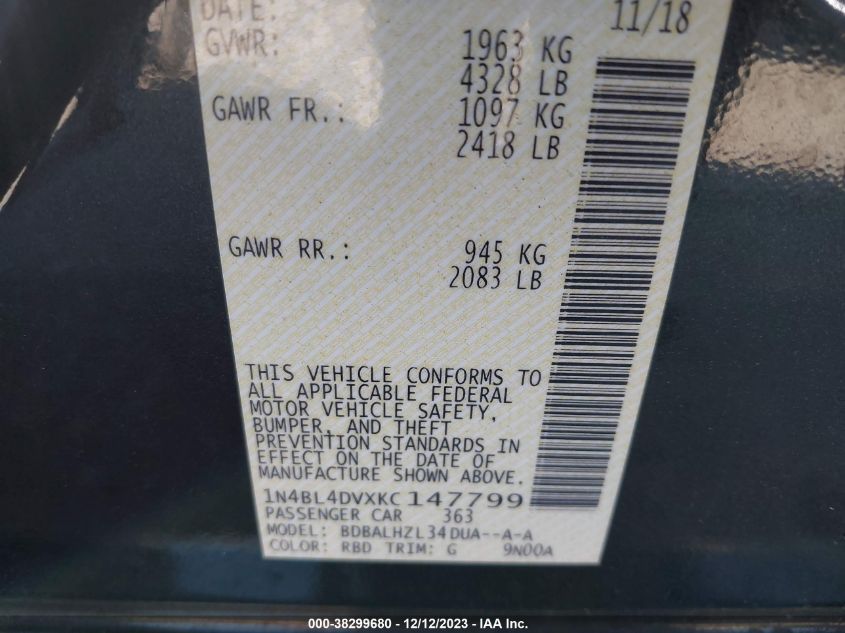 DATE: 11/18
GVWR: 1963 KG
4328 LB
GAWR FR.: 1097 KG
2418 LB
GAWR RR.: 945 KG
2083 LB
THIS VEHICLE CONFORMS TO
ALL APPLICABLE FEDERAL
MOTOR VEHICLE SAFETY,
BUMPER, AND THEFT
PREVENTION STANDARDS IN
EFFECT ON THE DATE OF
MANUFACTURE SHOWN ABOVE.
1N4BL4DVXKC147799
PASSENGER CAR 363
MODEL: BDBALHZL34DUA--A-A
COLOR: RBD TRIM: G 9N00A
000-38299680 - 12/12/2023 - IAA Inc.